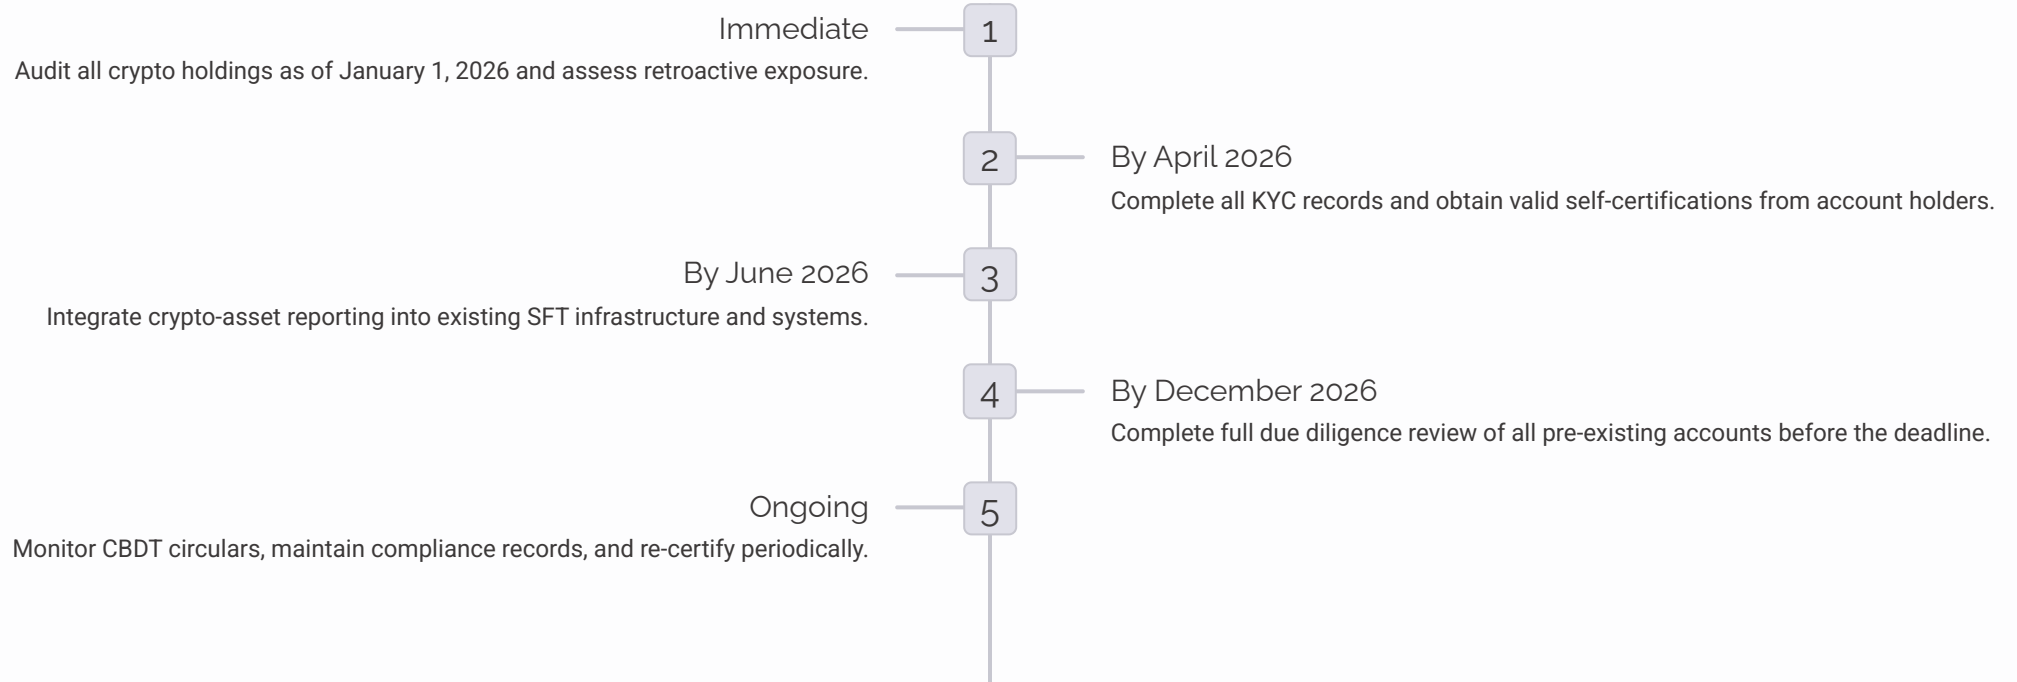 Immediate
1
Audit all crypto holdings as of January 1, 2026 and assess retroactive exposure.
2
By April 2026
Complete all KYC records and obtain valid self-certifications from account holders.
By June 2026
3
Integrate crypto-asset reporting into existing SFT infrastructure and systems.
4
By December 2026
Complete full due diligence review of all pre-existing accounts before the deadline.
Ongoing
5
Monitor CBDT circulars, maintain compliance records, and re-certify periodically.